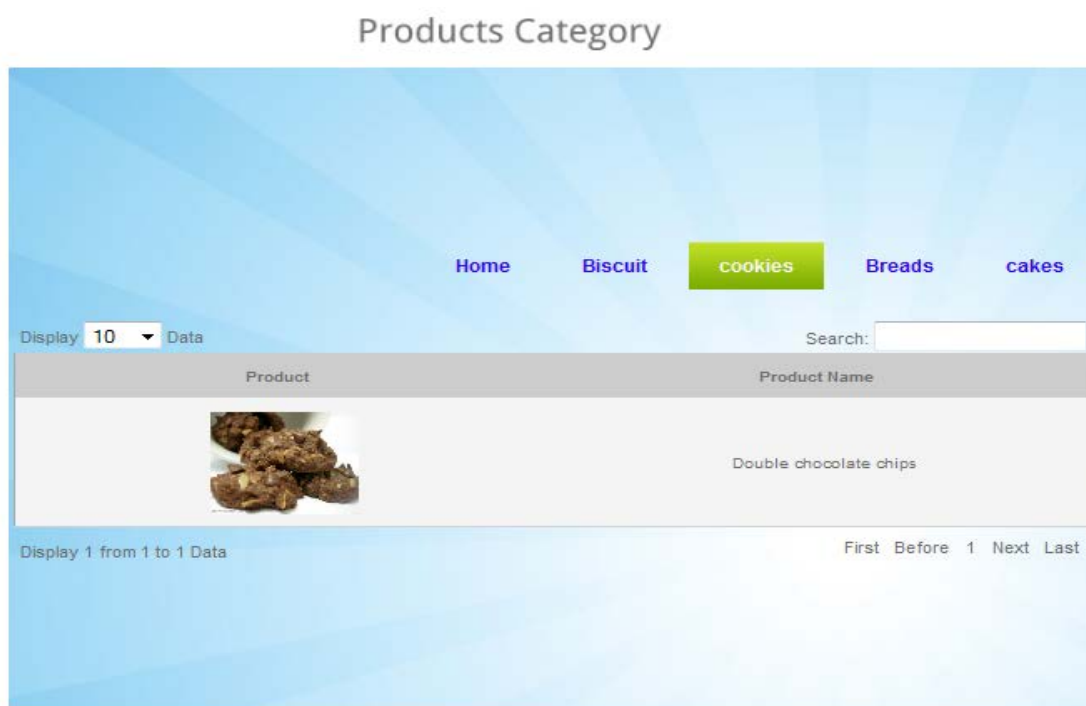 Products Category
Home Biscuit cookies Breads cakes
Display 10 Data Search:
Product Product Name
Double chocolate chips
Display 1 from 1 to 1 Data First Before 1 Next Last